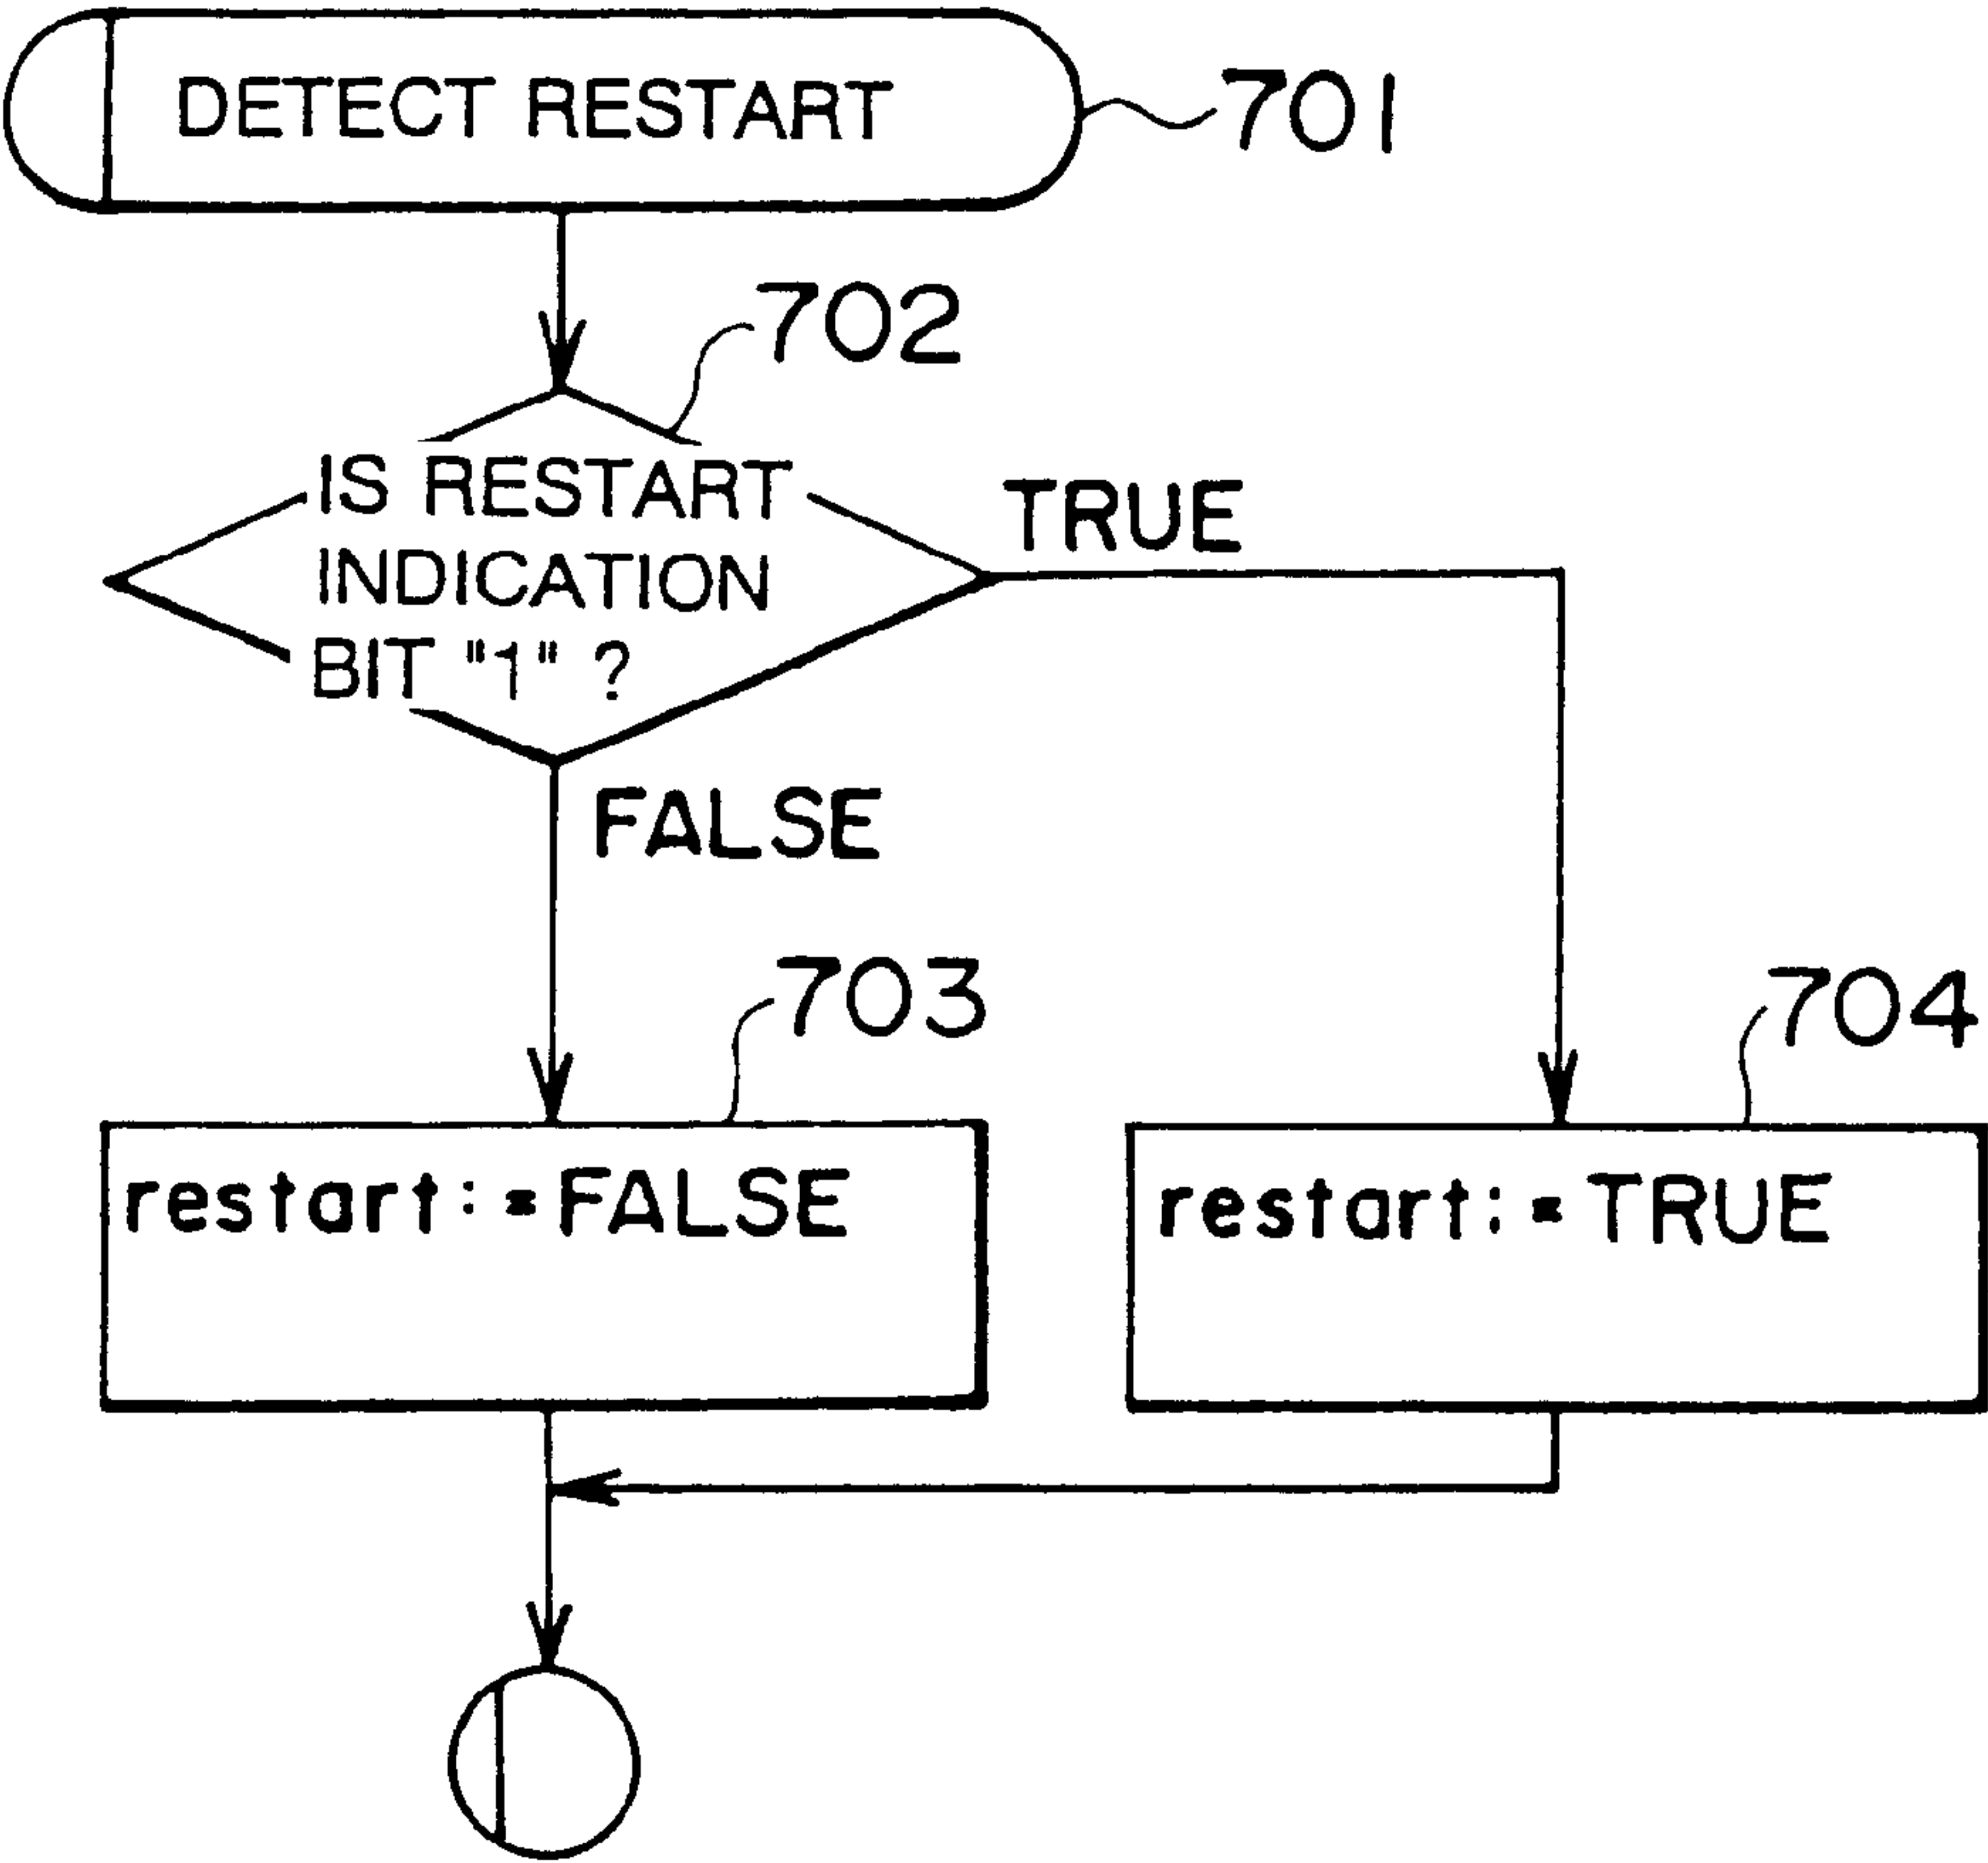 DETECT RESTART
701
702
IS RESTART
INDICATION
BIT "1" ?
TRUE
FALSE
703
704
restart:=FALSE
restart:=TRUE